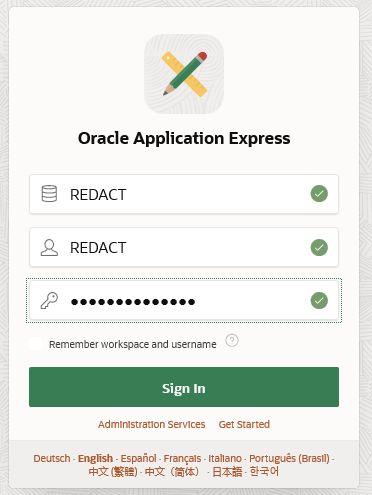 Oracle Application Express
REDACT
REDACT
••••••••••••••
Remember workspace and username ?
Sign In
Administration Services Get Started
Deutsch · English · Español · Français · Italiano · Português (Brasil) ·
中文 (繁體) · 中文（简体） · 日本語 · 한국어